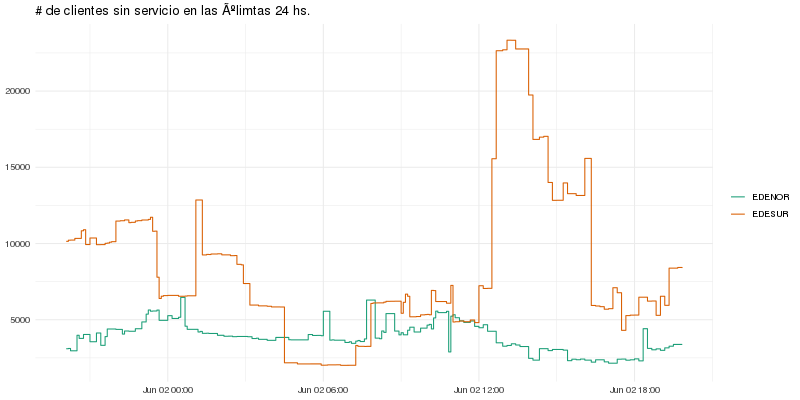 # de clientes sin servicio en las Ãºlimtas 24 hs.
20000
15000
10000
5000
Jun 02 00:00
Jun 02 06:00
Jun 02 12:00
Jun 02 18:00
EDENOR
EDESUR